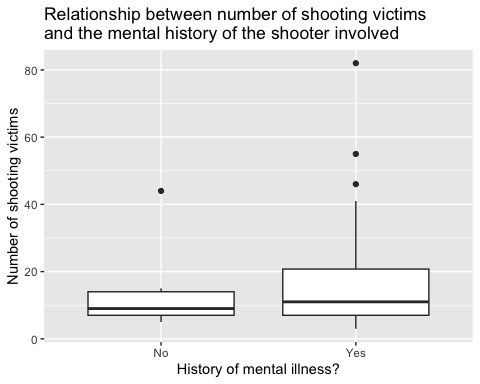 Relationship between number of shooting victims
and the mental history of the shooter involved
Number of shooting victims
80
60
40
20
0
No
Yes
History of mental illness?